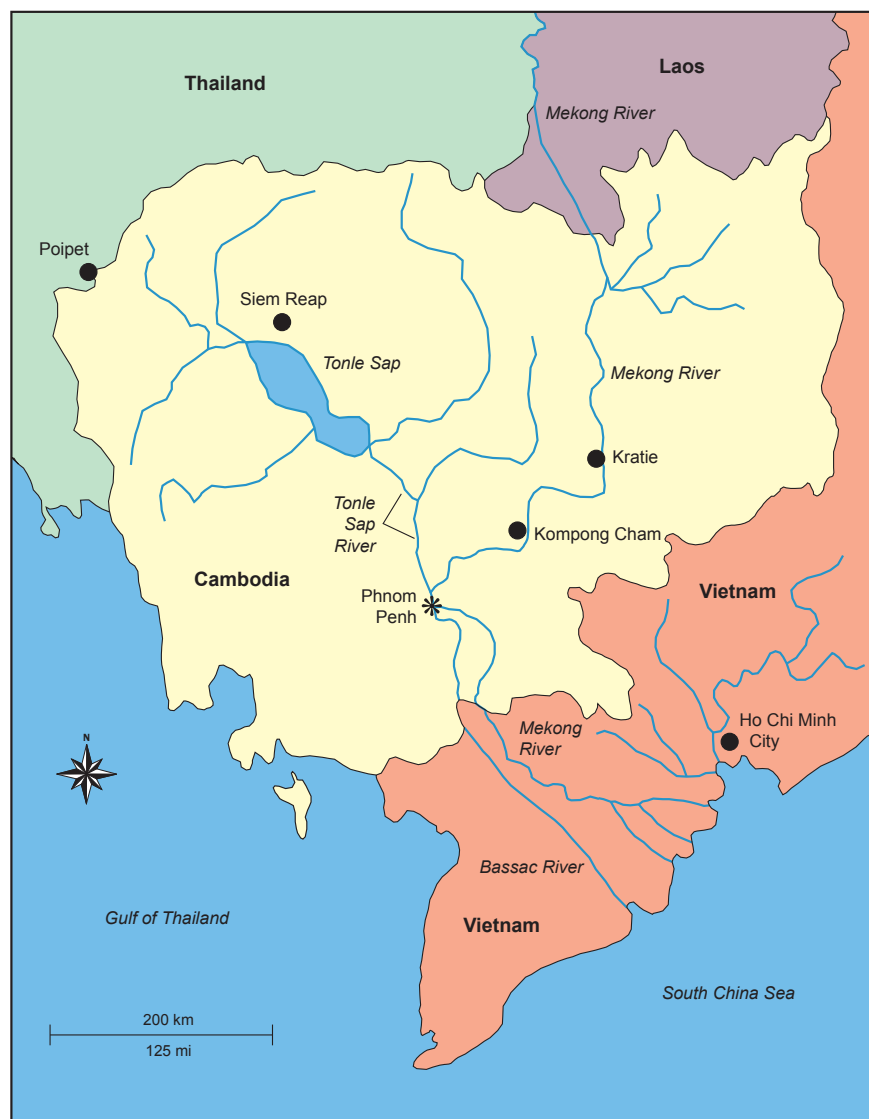 Thailand
Laos
Mekong River
Poipet
Siem Reap
Tonle Sap
Mekong River
Kratie
Tonle
Sap
River
Kompong Cham
Cambodia
Phnom
Penh
Vietnam
Mekong
River
Ho Chi Minh
City
N
Bassac River
Gulf of Thailand
Vietnam
South China Sea
200 km
125 mi